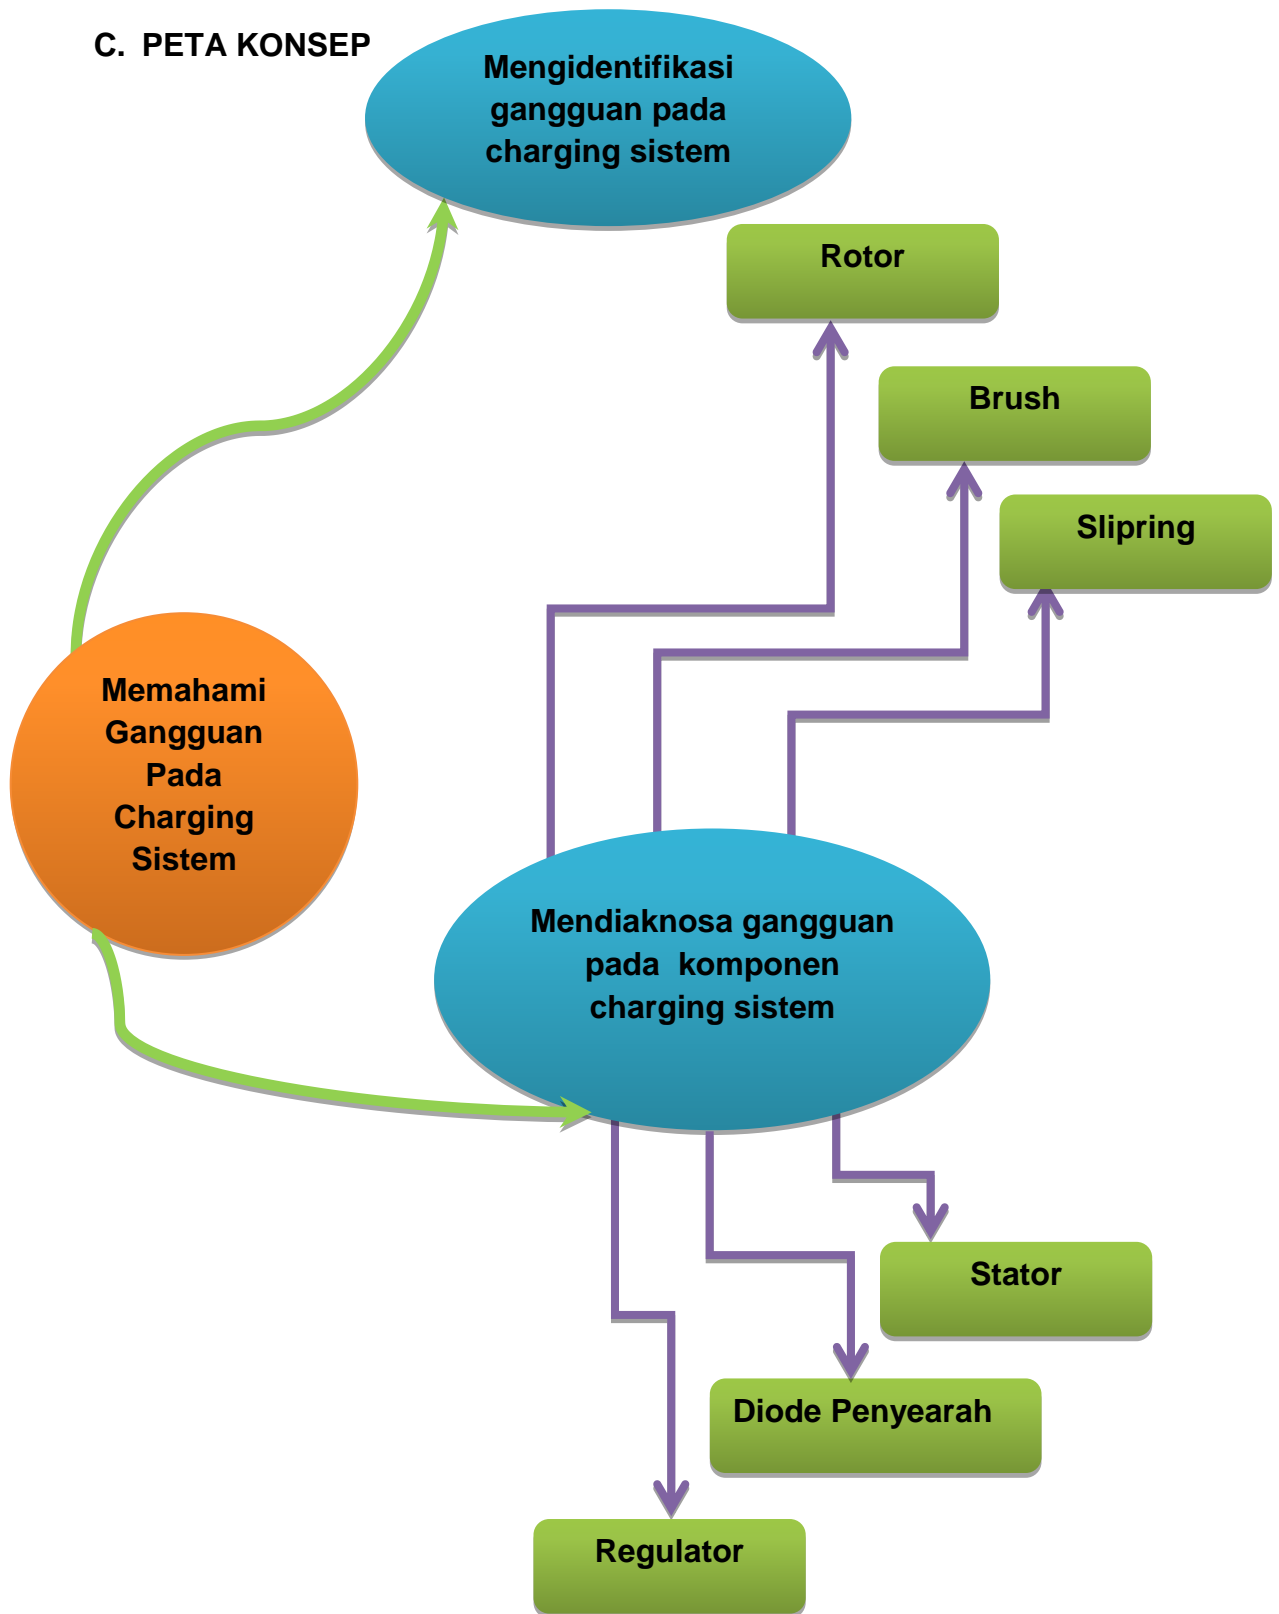 C. PETA KONSEP
Mengidentifikasi
gangguan pada
charging sistem
Rotor
Brush
Slipring
Memahami
Gangguan
Pada
Charging
Sistem
Mendiaknosa gangguan
pada komponen
charging sistem
Stator
Diode Penyearah
Regulator